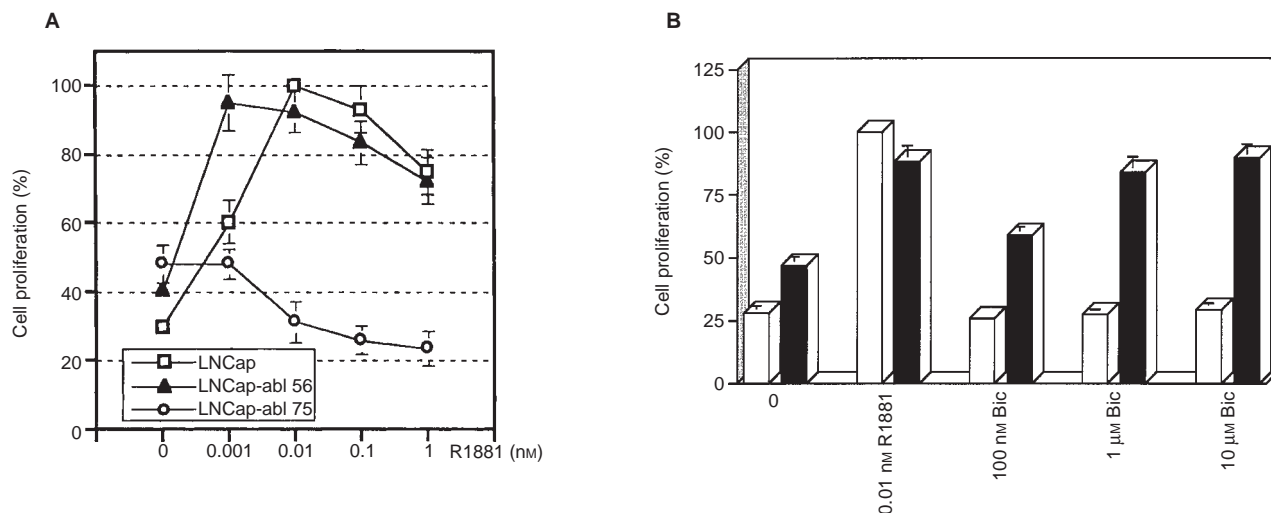 A
Cell proliferation (%)
100
80
60
40
20
0
LNCap
LNCap-abl 56
LNCap-abl 75
0 0.001 0.01 0.1 1 R1881 (nM)
B
Cell proliferation (%)
125
100
75
50
25
0
0
0.01 nM R1881
100 nM Bic
1 μM Bic
10 μM Bic